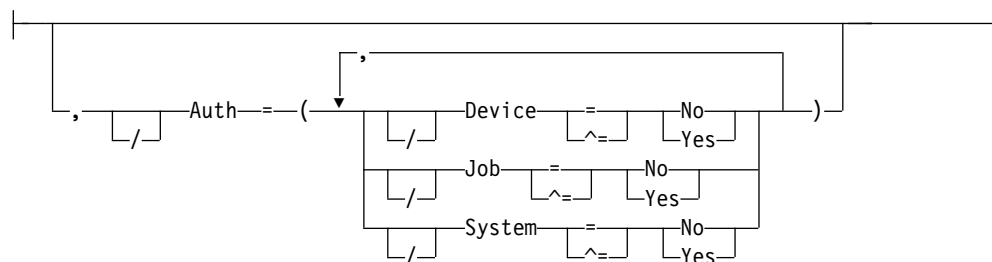 ,
, / Auth = ( / Device = ^= No Yes )
/ Job = ^= No Yes
/ System = ^= No Yes